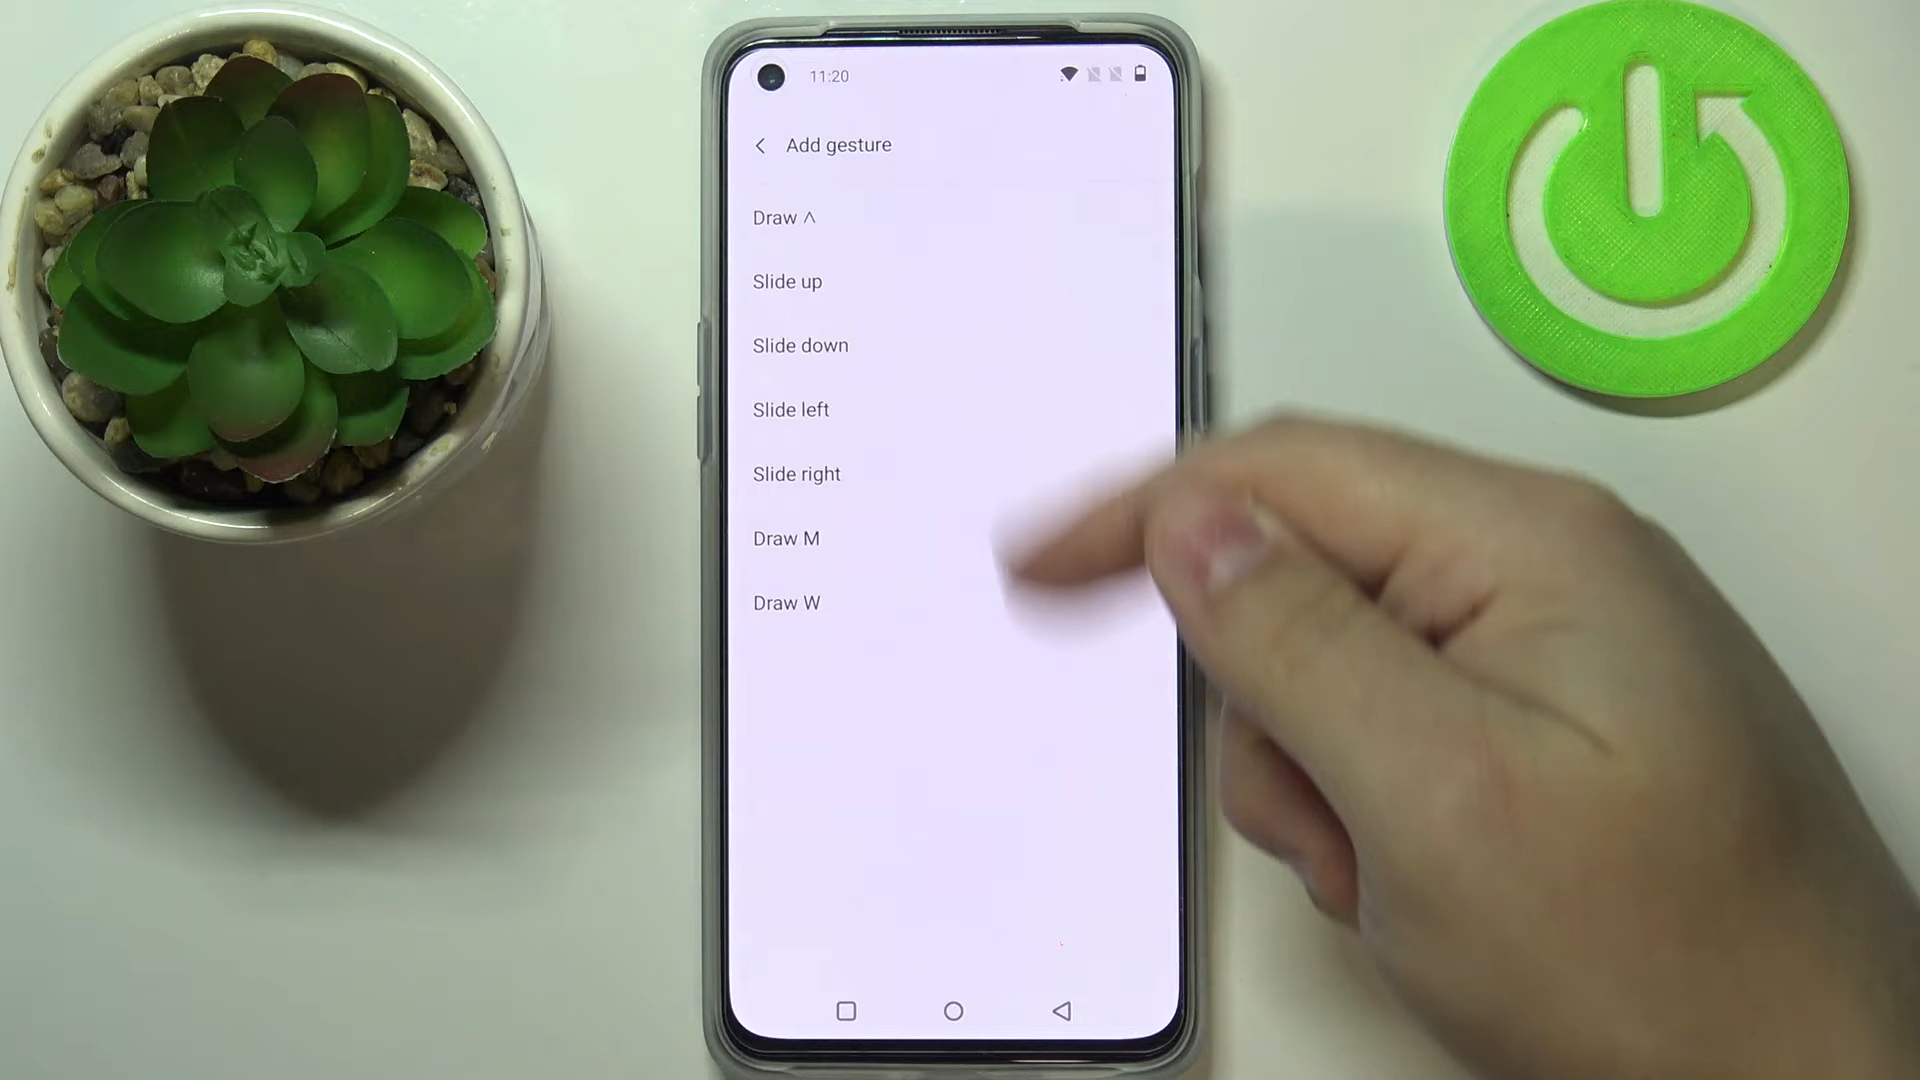 11:20
Add gesture
Draw ^
Slide up
Slide down
Slide left
Slide right
Draw M
Draw W